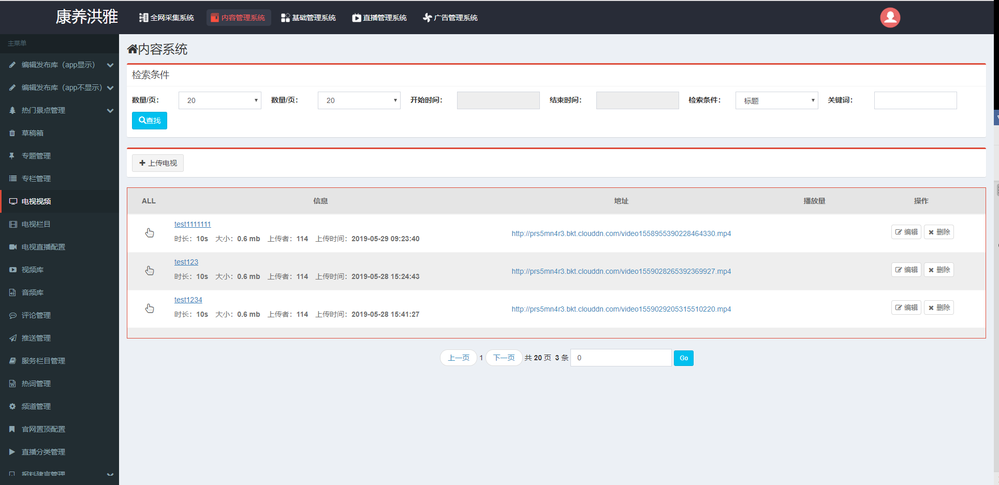 康养洪雅 全网采集系统 内容管理系统 基础管理系统 直播管理系统 广告管理系统
主菜单
编辑发布库（app显示）
编辑发布库（app不显示）
热门景点管理
草稿箱
专题管理
专栏管理
电视视频
电视栏目
电视直播配置
视频库
音频库
评论管理
推送管理
服务栏目管理
热词管理
频道管理
官网置顶配置
直播分类管理
报料建言管理
内容系统
检索条件
数量/页： 20 数量/页： 20 开始时间： 结束时间： 检索条件： 标题 关键词：
查找
上传电视
ALL 信息 地址 播放量 操作
test1111111
时长：10s 大小：0.6 mb 上传者：114 上传时间：2019-05-29 09:23:40 http://prs5mn4r3.bkt.clouddn.com/video1558955390228464330.mp4 编辑 删除
test123
时长：10s 大小：0.6 mb 上传者：114 上传时间：2019-05-28 15:24:43 http://prs5mn4r3.bkt.clouddn.com/video1559028265392369927.mp4 编辑 删除
test1234
时长：10s 大小：0.6 mb 上传者：114 上传时间：2019-05-28 15:41:27 http://prs5mn4r3.bkt.clouddn.com/video1559029205315510220.mp4 编辑 删除
上一页 1 下一页 共 20 页 3 条 0 Go